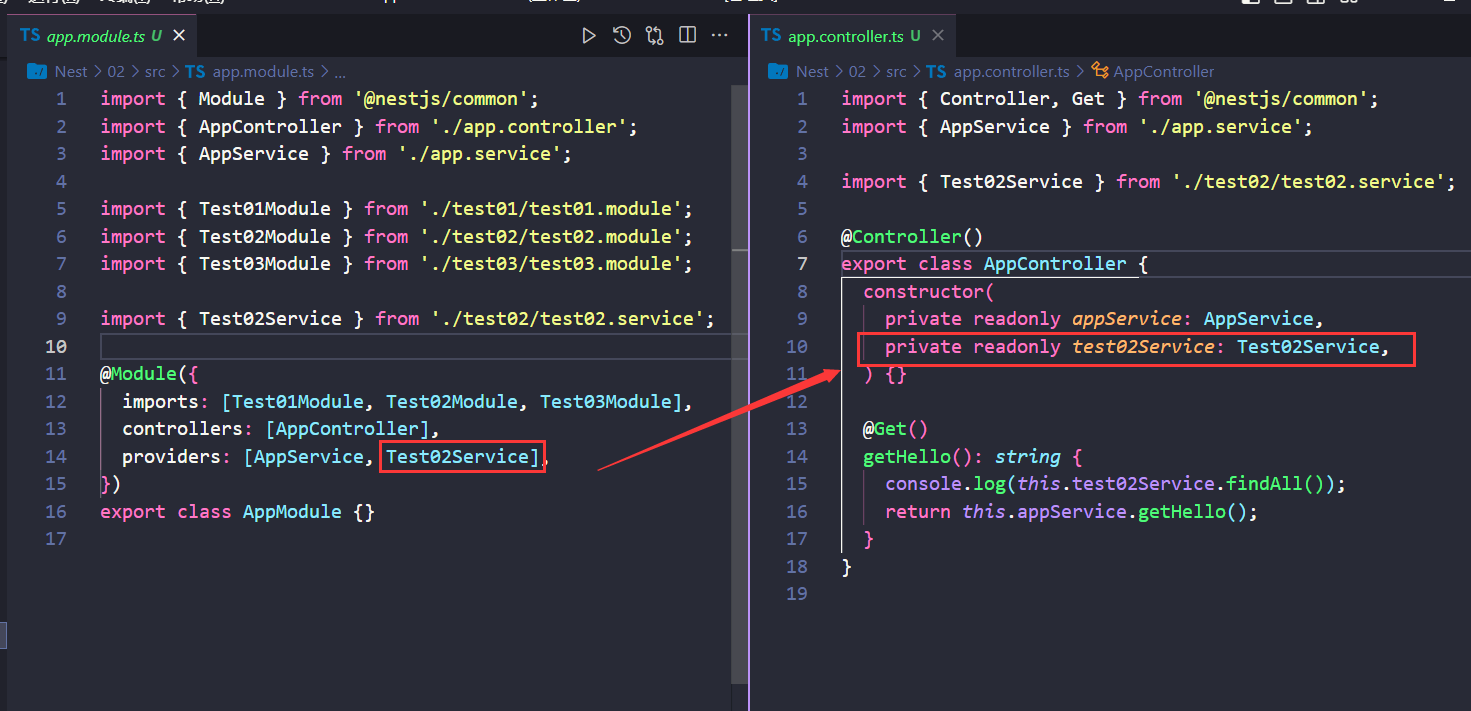 TS app.module.ts U ×
Nest > 02 > src > TS app.module.ts > ...
1 import { Module } from '@nestjs/common';
2 import { AppController } from './app.controller';
3 import { AppService } from './app.service';
4
5 import { Test01Module } from './test01/test01.module';
6 import { Test02Module } from './test02/test02.module';
7 import { Test03Module } from './test03/test03.module';
8
9 import { Test02Service } from './test02/test02.service';
10
11 @Module({
12   imports: [Test01Module, Test02Module, Test03Module],
13   controllers: [AppController],
14   providers: [AppService, Test02Service],
15 })
16 export class AppModule {}
17
TS app.controller.ts U ×
Nest > 02 > src > TS app.controller.ts > AppController
1 import { Controller, Get } from '@nestjs/common';
2 import { AppService } from './app.service';
3
4 import { Test02Service } from './test02/test02.service';
5
6 @Controller()
7 export class AppController {
8   constructor(
9     private readonly appService: AppService,
10     private readonly test02Service: Test02Service,
11   ) {}
12
13   @Get()
14   getHello(): string {
15     console.log(this.test02Service.findAll());
16     return this.appService.getHello();
17   }
18 }
19